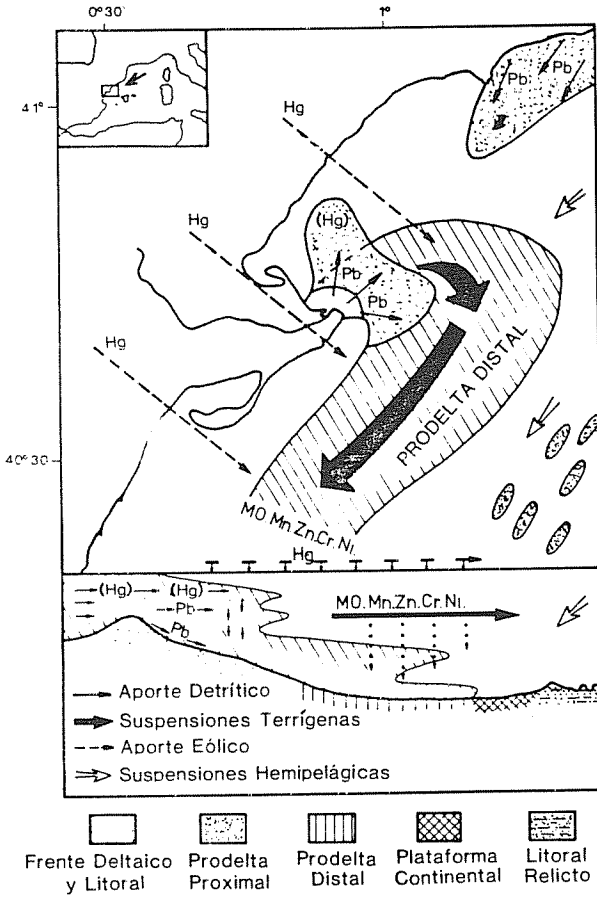 0° 30'
1°
41°
Pb
Pb
Hg
Hg
(Hg)
Pb
Pb
Hg
PRODELTA DISTAL
40° 30
MO. Mn. Zn. Cr. Ni.
Hg
(Hg)
(Hg)
Pb
Pb
MO. Mn. Zn. Cr. Ni.
Aporte Detrítico
Suspensiones Terrígenas
Aporte Eólico
Suspensiones Hemipelágicas
Frente Deltaico
y Litoral
Prodelta
Proximal
Prodelta
Distal
Plataforma
Continental
Litoral
Relicto